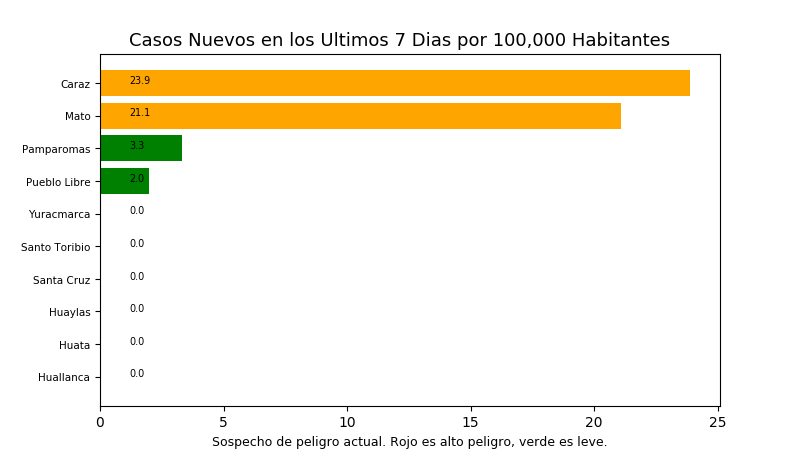 Casos Nuevos en los Ultimos 7 Dias por 100,000 Habitantes
Caraz 23.9
Mato 21.1
Pamparomas 3.3
Pueblo Libre 2.0
Yuracmarca 0.0
Santo Toribio 0.0
Santa Cruz 0.0
Huaylas 0.0
Huata 0.0
Huallanca 0.0
0 5 10 15 20 25
Sospecho de peligro actual. Rojo es alto peligro, verde es leve.